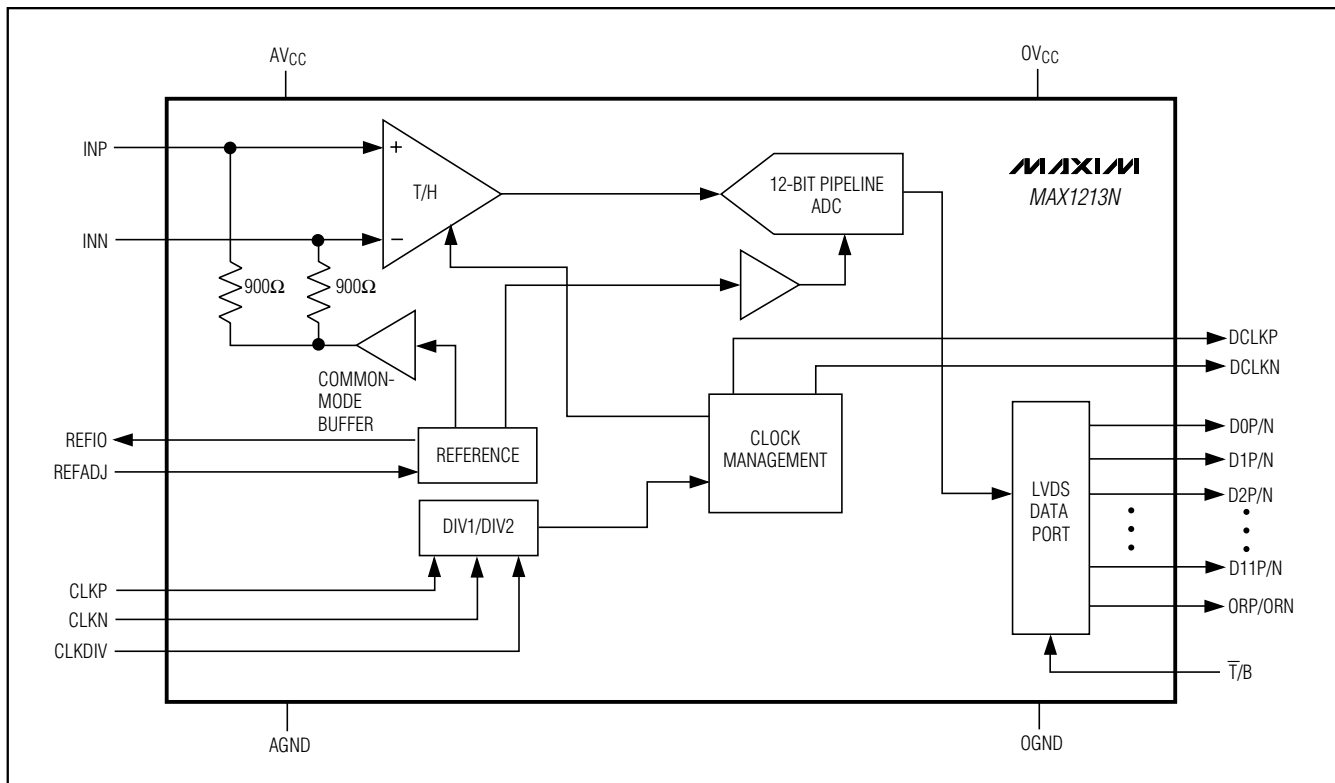 AVCC
OVCC
INP
INN
+
T/H
−
12-BIT PIPELINE
ADC
MAXIM
MAX1213N
900Ω
900Ω
COMMON-
MODE
BUFFER
REFIO
REFADJ
REFERENCE
CLOCK
MANAGEMENT
DIV1/DIV2
CLKP
CLKN
CLKDIV
LVDS
DATA
PORT
DCLKP
DCLKN
D0P/N
D1P/N
D2P/N
D11P/N
ORP/ORN
T̅/B
AGND
OGND